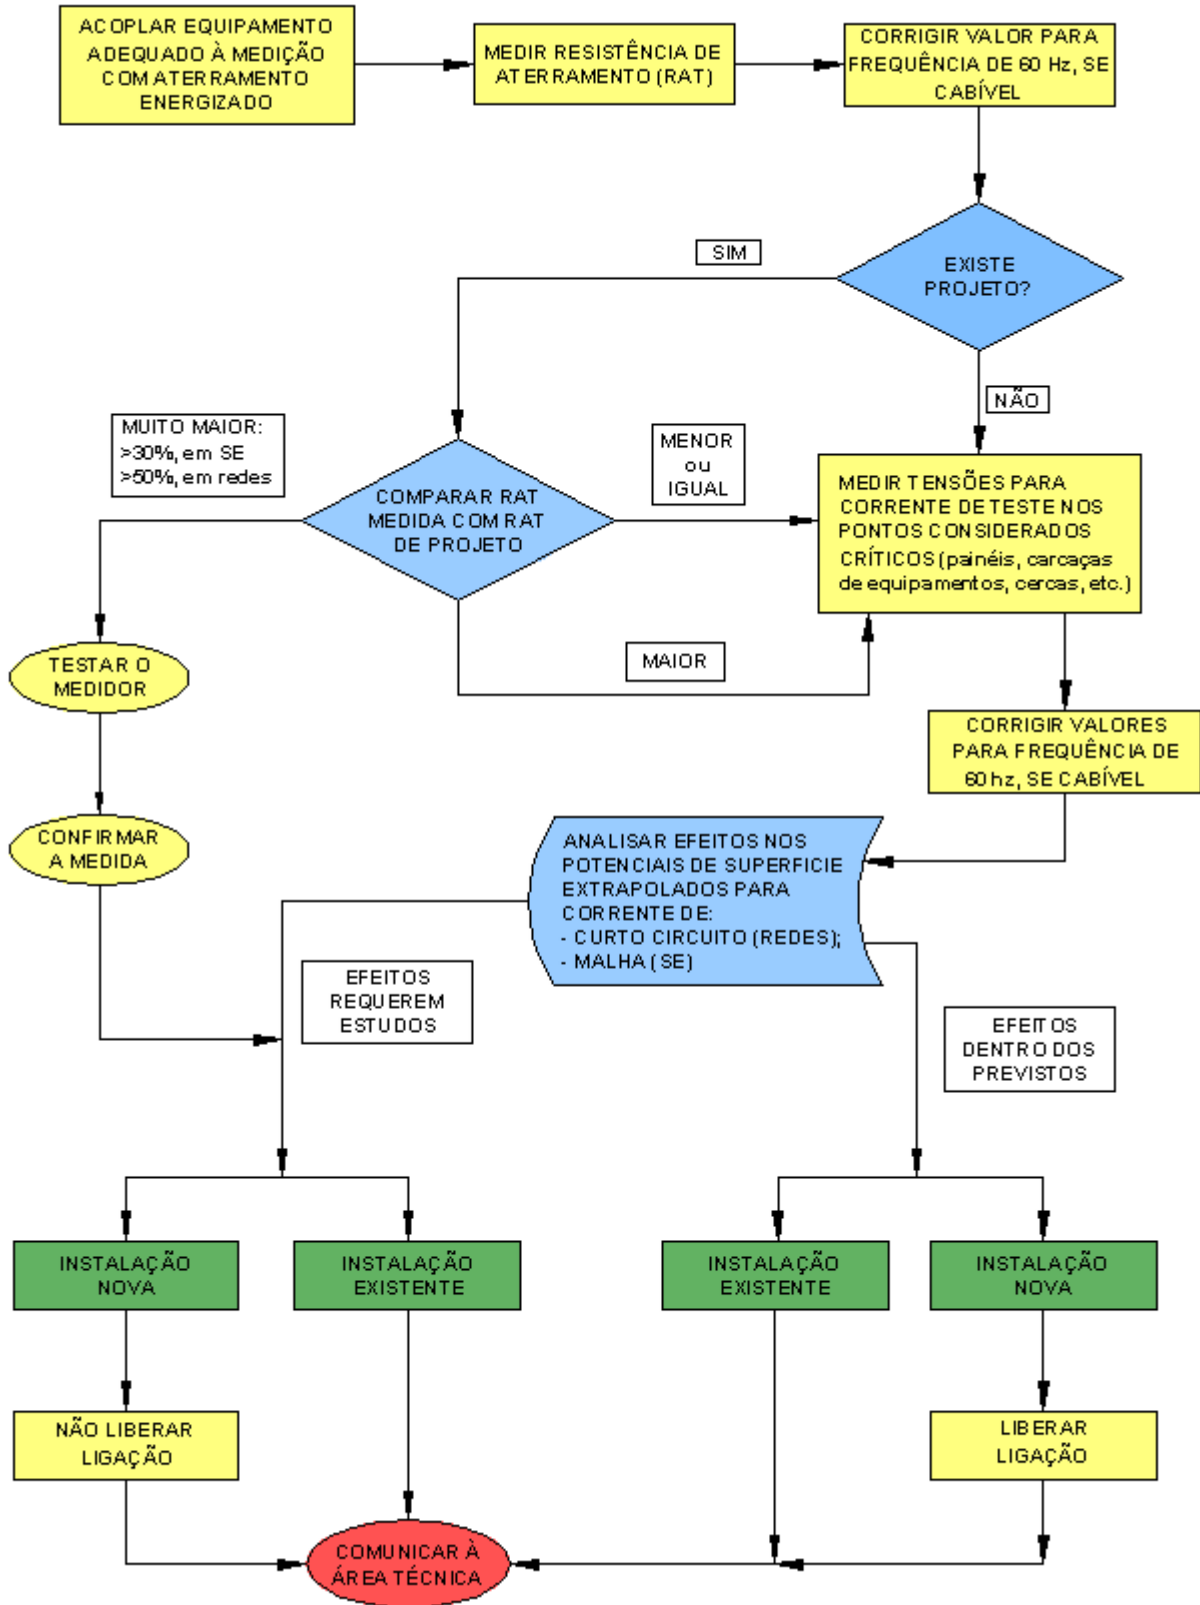 ACOPLAR EQUIPAMENTO
ADEQUADO À MEDIÇÃO
COM ATERRAMENTO
ENERGIZADO
MEDIR RESISTÊNCIA DE
ATERRAMENTO (RAT)
CORRIGIR VALOR PARA
FREQUÊNCIA DE 60 Hz, SE
CABÍVEL
SIM
EXISTE
PROJETO?
NÃO
MUITO MAIOR:
>30%, em SE
>50%, em redes
COMPARAR RAT
MEDIDA COM RAT
DE PROJETO
MENOR
ou
IGUAL
MEDIR TENSÕES PARA
CORRENTE DE TESTE NOS
PONTOS CONSIDERADOS
CRÍTICOS (painéis, carcaças
de equipamentos, cercas, etc.)
MAIOR
TESTAR O
MEDIDOR
CORRIGIR VALORES
PARA FREQUÊNCIA DE
60 hz, SE CABÍVEL
CONFIRMAR
A MEDIDA
ANALISAR EFEITOS NOS
POTENCIAIS DE SUPERFICIE
EXTRAPOLADOS PARA
CORRENTE DE:
- CURTO CIRCUITO (REDES);
- MALHA (SE)
EFEITOS
REQUEREM
ESTUDOS
EFEITOS
DENTRO DOS
PREVISTOS
INSTALAÇÃO
NOVA
INSTALAÇÃO
EXISTENTE
INSTALAÇÃO
EXISTENTE
INSTALAÇÃO
NOVA
NÃO LIBERAR
LIGAÇÃO
LIBERAR
LIGAÇÃO
COMUNICAR À
ÁREA TÉCNICA